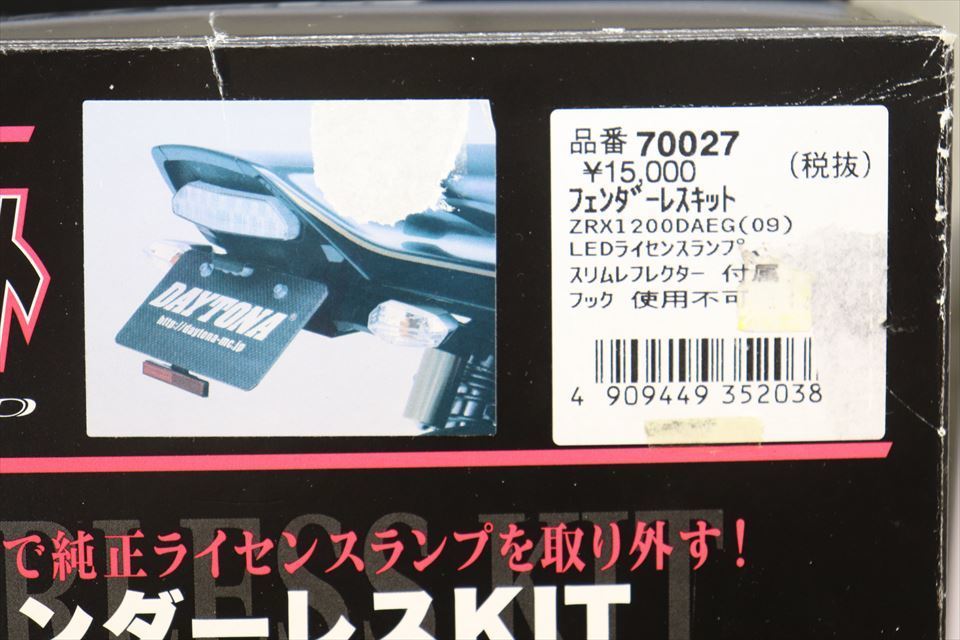 DAYTONA
http://daytona-mc.jp
品番 70027
¥15,000 (税抜)
フェンダーレスキット
ZRX1200DAEG(09)
LEDライセンスランプ
スリムレフレクター 付属
フック 使用不可
4 909449 352038
で純正ライセンスランプを取り外す!
ンダーレスKIT